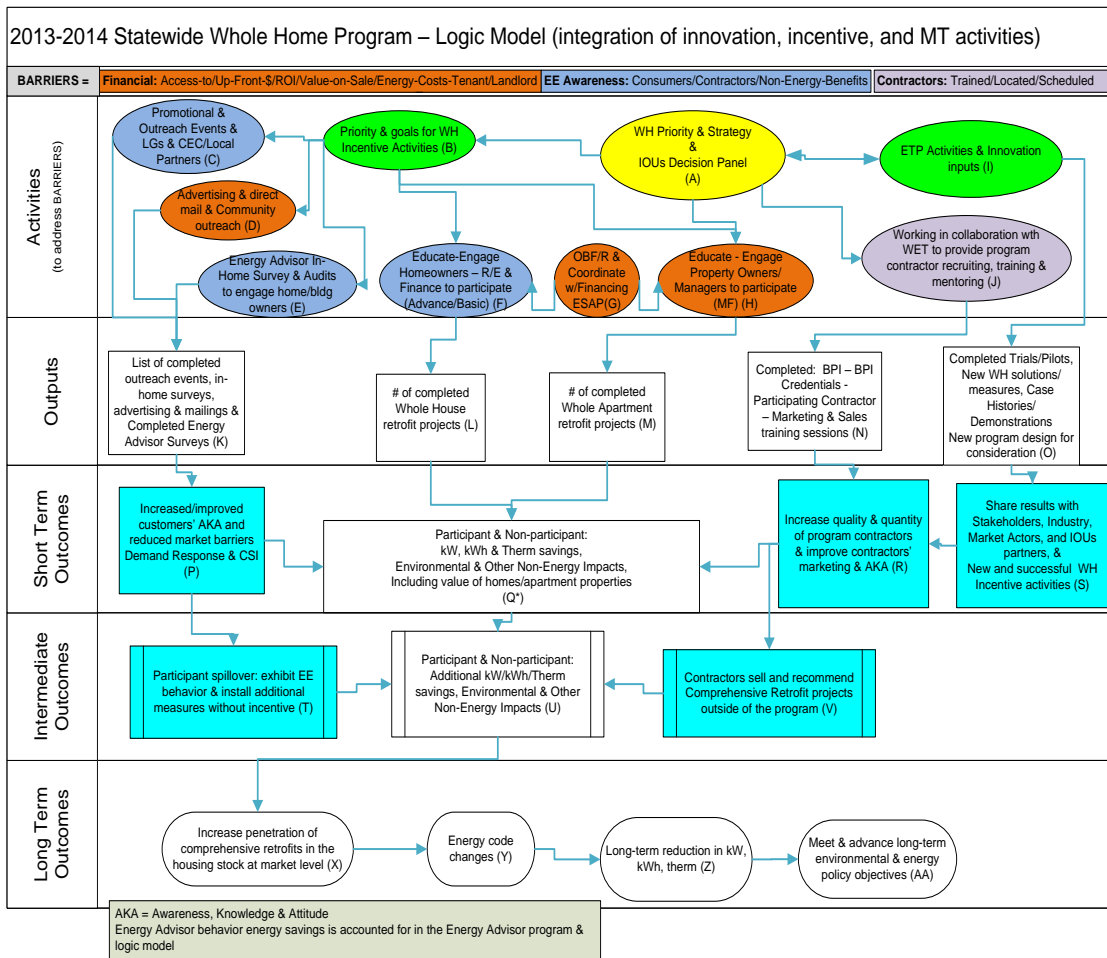 2013-2014 Statewide Whole Home Program – Logic Model (integration of innovation, incentive, and MT activities)
BARRIERS =
Financial: Access-to/Up-Front-$/ROI/Value-on-Sale/Energy-Costs-Tenant/Landlord
EE Awareness: Consumers/Contractors/Non-Energy-Benefits
Contractors: Trained/Located/Scheduled
Activities
(to address BARRIERS)
Promotional &
Outreach Events &
LGs & CEC/Local
Partners (C)
Priority & goals for WH
Incentive Activities (B)
WH Priority & Strategy
&
IOUs Decision Panel
(A)
ETP Activities & Innovation
inputs (I)
Advertising & direct
mail & Community
outreach (D)
Energy Advisor In-
Home Survey & Audits
to engage home/bldg
owners (E)
Educate-Engage
Homeowners – R/E &
Finance to participate
(Advance/Basic) (F)
OBF/R &
Coordinate
w/Financing
ESAP(G)
Educate - Engage
Property Owners/
Managers to participate
(MF) (H)
Working in collaboration wth
WET to provide program
contractor recruiting, training &
mentoring (J)
Outputs
List of completed
outreach events, in-
home surveys,
advertising & mailings &
Completed Energy
Advisor Surveys (K)
# of completed
Whole House
retrofit projects (L)
# of completed
Whole Apartment
retrofit projects (M)
Completed: BPI – BPI
Credentials -
Participating Contractor
– Marketing & Sales
training sessions (N)
Completed Trials/Pilots,
New WH solutions/
measures, Case
Histories/
Demonstrations
New program design for
consideration (O)
Short Term
Outcomes
Increased/improved
customers' AKA and
reduced market barriers
Demand Response & CSI
(P)
Participant & Non-participant:
kW, kWh & Therm savings,
Environmental & Other Non-Energy Impacts,
Including value of homes/apartment properties
(Q*)
Increase quality & quantity
of program contractors
& improve contractors'
marketing & AKA (R)
Share results with
Stakeholders, Industry,
Market Actors, and IOUs
partners, &
New and successful WH
Incentive activities (S)
Intermediate
Outcomes
Participant spillover: exhibit EE
behavior & install additional
measures without incentive (T)
Participant & Non-participant:
Additional kW/kWh/Therm
savings, Environmental & Other
Non-Energy Impacts (U)
Contractors sell and recommend
Comprehensive Retrofit projects
outside of the program (V)
Long Term
Outcomes
Increase penetration of
comprehensive retrofits in the
housing stock at market level (X)
Energy code
changes (Y)
Long-term reduction in kW,
kWh, therm (Z)
Meet & advance long-term
environmental & energy
policy objectives (AA)
AKA = Awareness, Knowledge & Attitude
Energy Advisor behavior energy savings is accounted for in the Energy Advisor program &
logic model